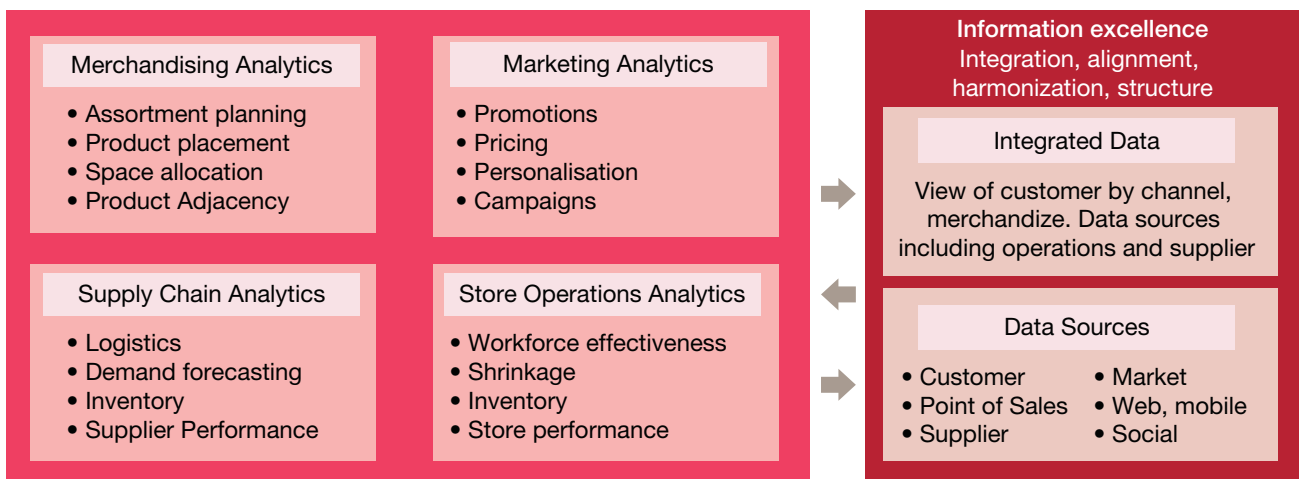 Merchandising Analytics
• Assortment planning
• Product placement
• Space allocation
• Product Adjacency
Marketing Analytics
• Promotions
• Pricing
• Personalisation
• Campaigns
Supply Chain Analytics
• Logistics
• Demand forecasting
• Inventory
• Supplier Performance
Store Operations Analytics
• Workforce effectiveness
• Shrinkage
• Inventory
• Store performance
Information excellence
Integration, alignment,
harmonization, structure
Integrated Data
View of customer by channel,
merchandize. Data sources
including operations and supplier
Data Sources
• Customer
• Point of Sales
• Supplier
• Market
• Web, mobile
• Social